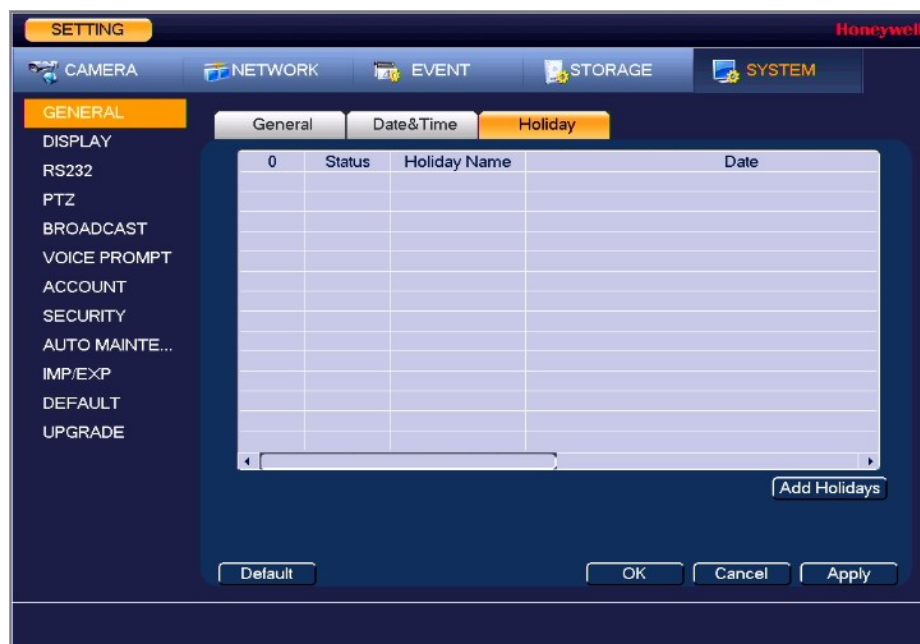 SETTING
Honeywell
CAMERA NETWORK EVENT STORAGE SYSTEM
GENERAL
DISPLAY
RS232
PTZ
BROADCAST
VOICE PROMPT
ACCOUNT
SECURITY
AUTO MAINTE...
IMP/EXP
DEFAULT
UPGRADE
General Date&Time Holiday
0 Status Holiday Name Date
Add Holidays
Default OK Cancel Apply